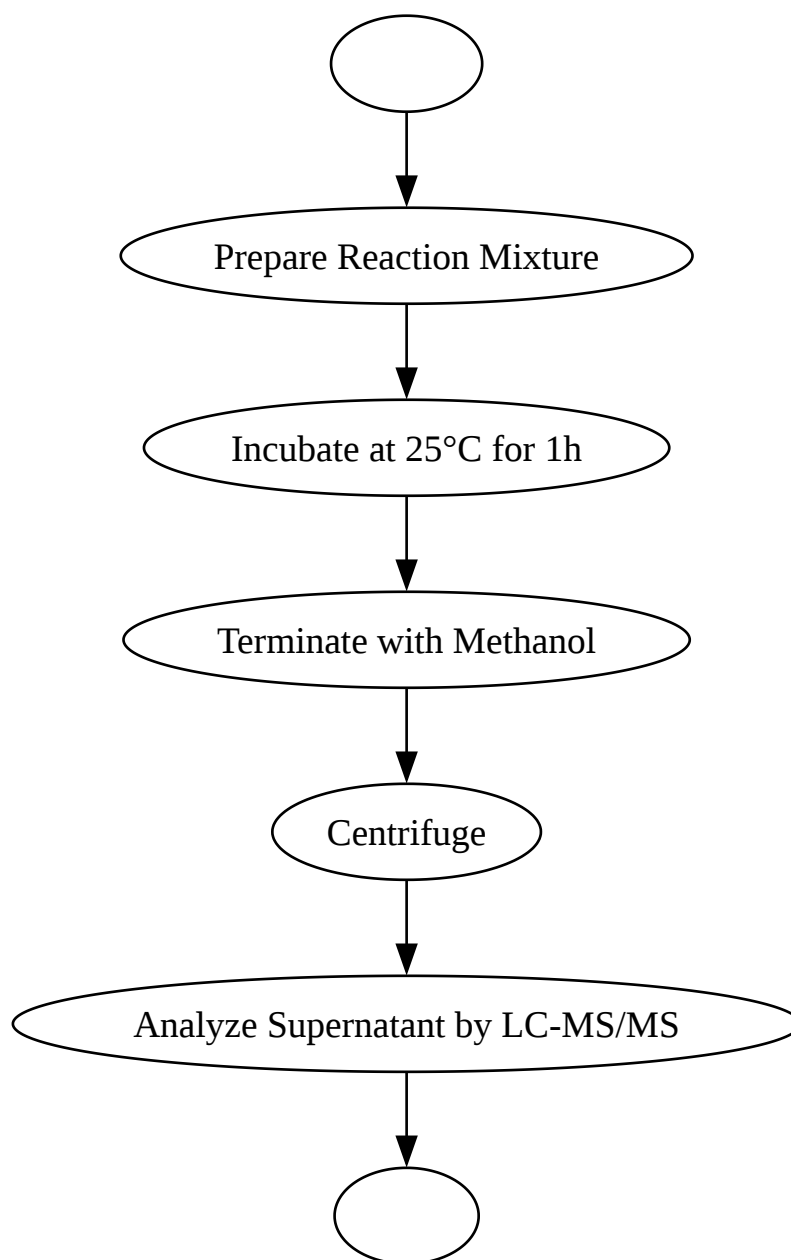 Prepare Reaction Mixture
Incubate at 25°C for 1h
Terminate with Methanol
Centrifuge
Analyze Supernatant by LC-MS/MS